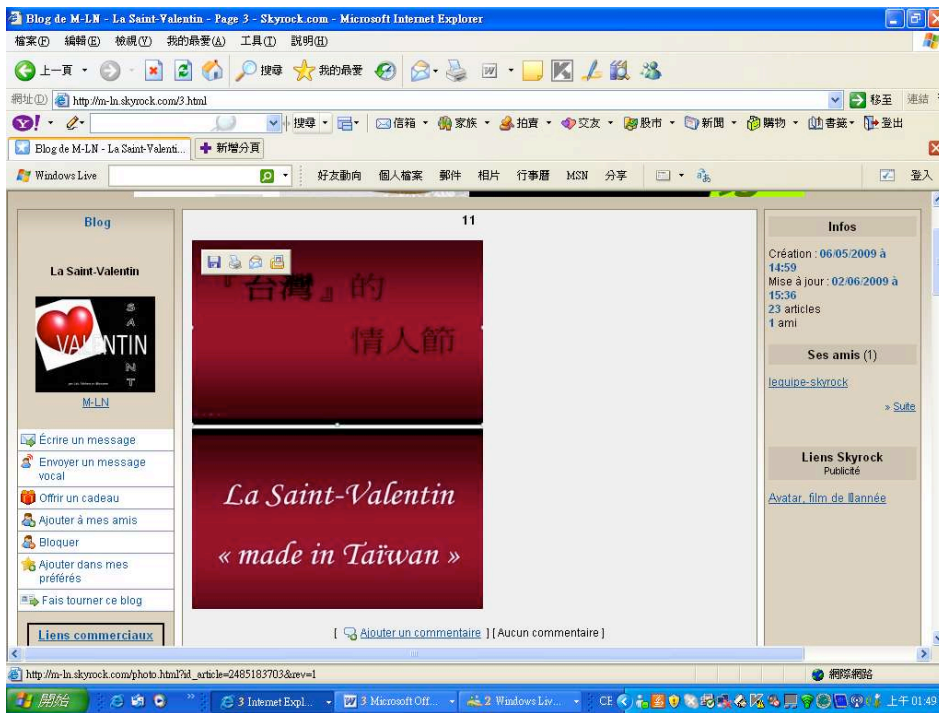 Blog de M-LN - La Saint-Valentin - Page 3 - Skyrock.com - Microsoft Internet Explorer
檔案(F) 編輯(E) 檢視(V) 我的最愛(A) 工具(T) 說明(H)
上一頁 搜尋 我的最愛
網址(D) http://m-ln.skyrock.com/3.html 移至 連結
Y! 搜尋 信箱 家族 拍賣 交友 股市 新聞 購物 書籤 登出
Blog de M-LN - La Saint-Valenti... 新增分頁
Windows Live 好友動向 個人檔案 郵件 相片 行事曆 MSN 分享 登入
Blog
La Saint-Valentin
SAINT
VALENTIN
M-LN
Écrire un message
Envoyer un message
vocal
Offrir un cadeau
Ajouter à mes amis
Bloquer
Ajouter dans mes
préférés
Fais tourner ce blog
Liens commerciaux
11
『台灣』的
情人節
La Saint-Valentin
« made in Taïwan »
[ Ajouter un commentaire ] [ Aucun commentaire ]
Infos
Création : 06/05/2009 à
14:59
Mise à jour : 02/06/2009 à
15:36
23 articles
1 ami
Ses amis (1)
lequipe-skyrock
» Suite
Liens Skyrock
Publicité
Avatar, film de lannée
http://m-ln.skyrock.com/photo.html?id_article=2485183703&rev=1 網際網路
開始 3 Internet Expl... 3 Microsoft Off... 2 Windows Liv... CH 上午 01:49